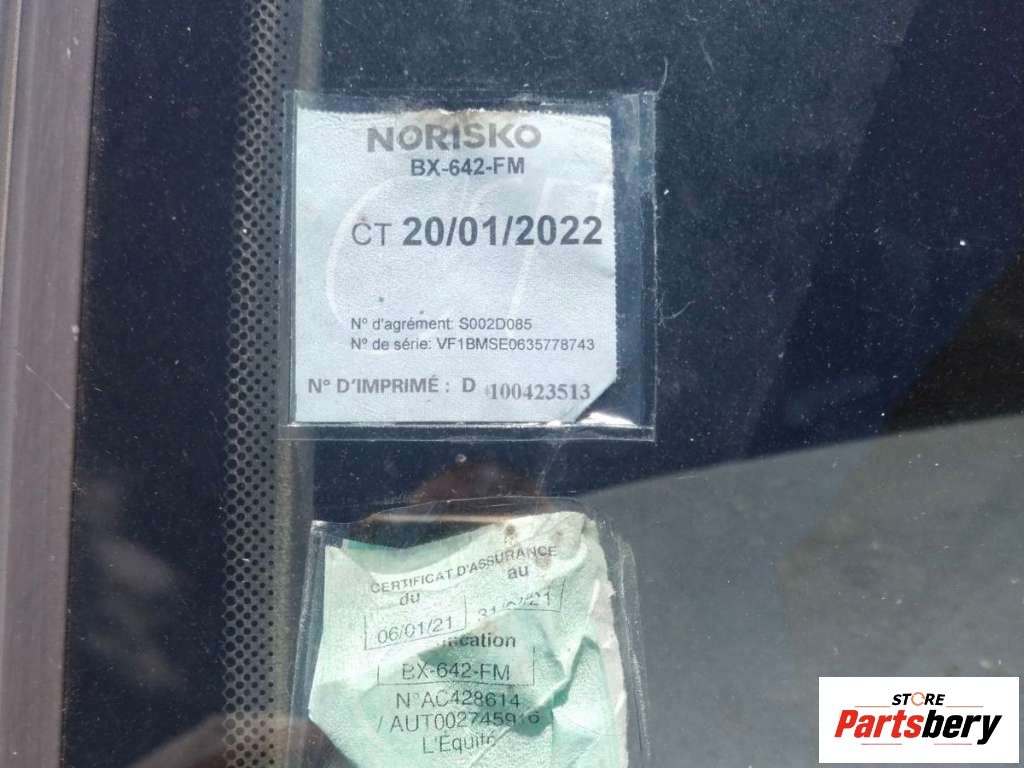 NORISKO
BX-642-FM
CT 20/01/2022
N° d'agrément: S002D085
N° de série: VF1BMSE0635778743
N° D'IMPRIMÉ : D 100423513
CERTIFICAT D'ASSURANCE
du au
06/01/21
BX-642-FM
N°AC428614
/ AUT002745916
L'Équité
STORE
Partsbery